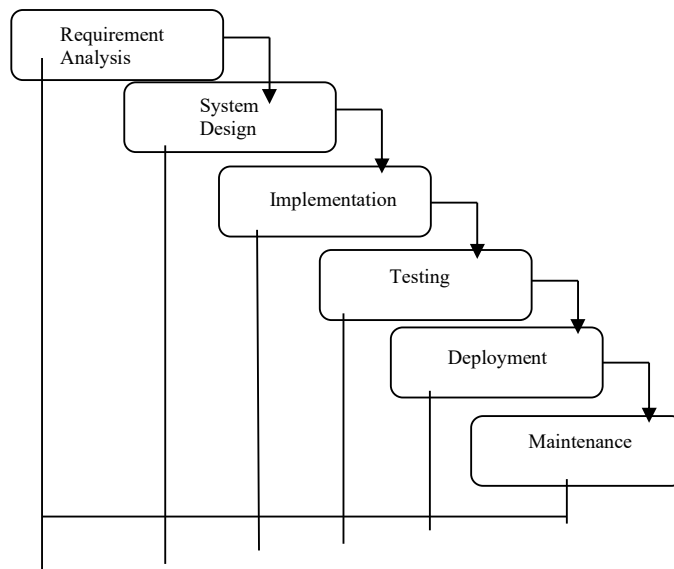 Requirement
Analysis
System
Design
Implementation
Testing
Deployment
Maintenance